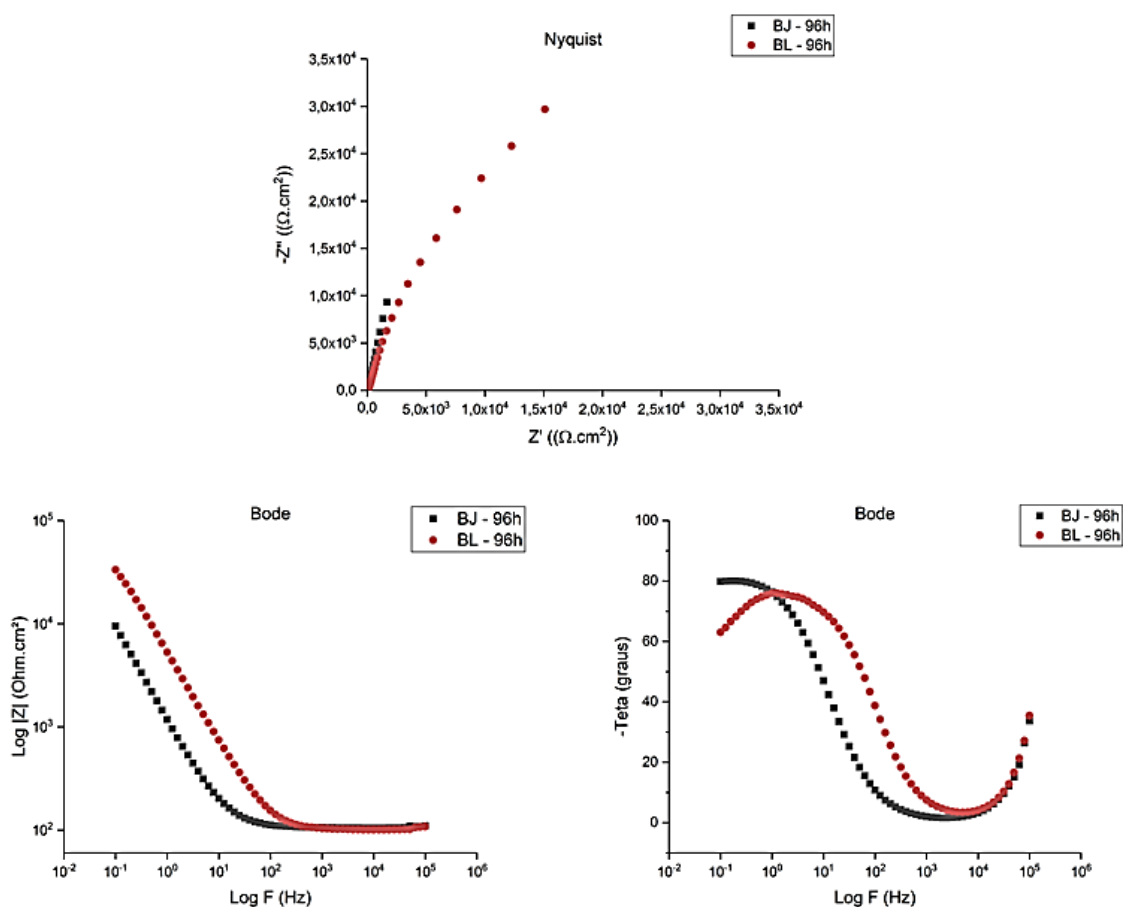 Nyquist
BJ - 96h
BL - 96h
3,5x10⁴
3,0x10⁴
2,5x10⁴
2,0x10⁴
1,5x10⁴
1,0x10⁴
5,0x10³
0,0
-Z'' ((Ω.cm²))
0,0 5,0x10³ 1,0x10⁴ 1,5x10⁴ 2,0x10⁴ 2,5x10⁴ 3,0x10⁴ 3,5x10⁴
Z' ((Ω.cm²))
Bode
BJ - 96h
BL - 96h
10⁵
10⁴
10³
10²
Log |Z| (Ohm.cm²)
10⁻² 10⁻¹ 10⁰ 10¹ 10² 10³ 10⁴ 10⁵ 10⁶
Log F (Hz)
Bode
BJ - 96h
BL - 96h
100
80
60
40
20
0
-Teta (graus)
10⁻² 10⁻¹ 10⁰ 10¹ 10² 10³ 10⁴ 10⁵ 10⁶
Log F (Hz)